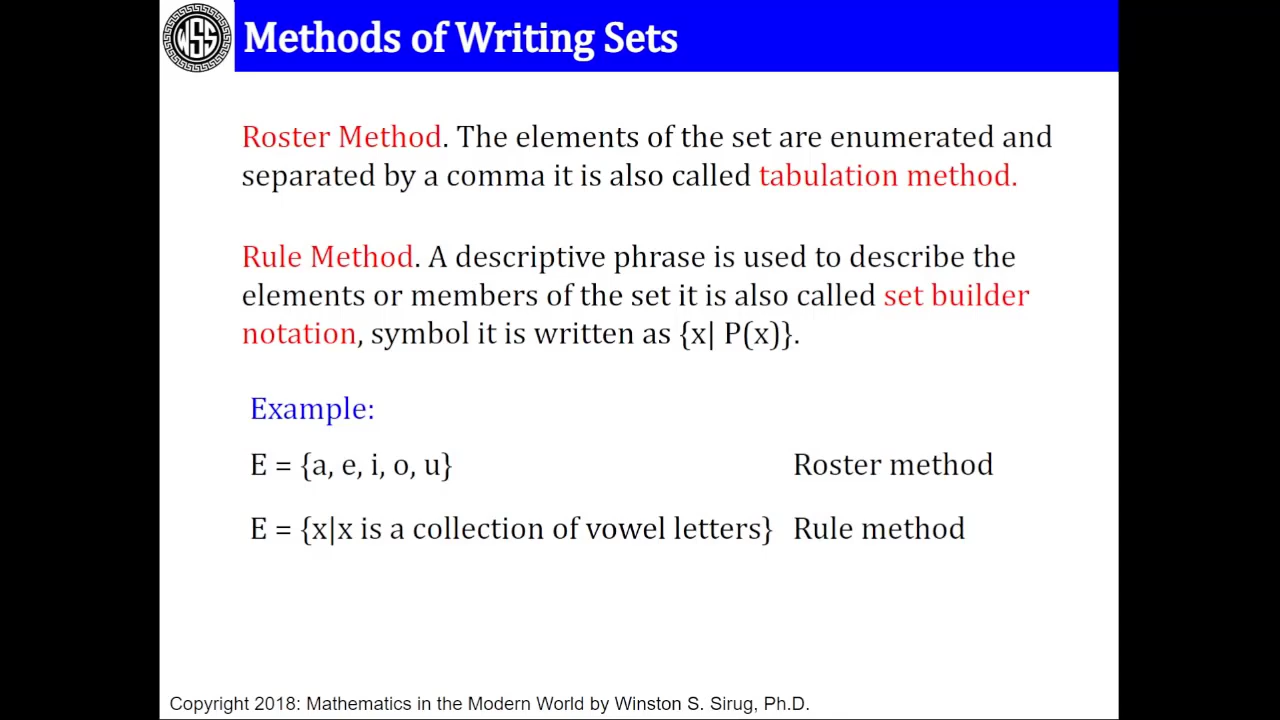 WSS
Methods of Writing Sets
Roster Method. The elements of the set are enumerated and
separated by a comma it is also called tabulation method.
Rule Method. A descriptive phrase is used to describe the
elements or members of the set it is also called set builder
notation, symbol it is written as {x| P(x)}.
Example:
E = {a, e, i, o, u} Roster method
E = {x|x is a collection of vowel letters} Rule method
Copyright 2018: Mathematics in the Modern World by Winston S. Sirug, Ph.D.